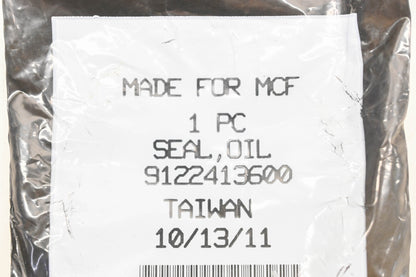 MADE FOR MCF
1 PC
SEAL,OIL
9122413600
TAIWAN
10/13/11